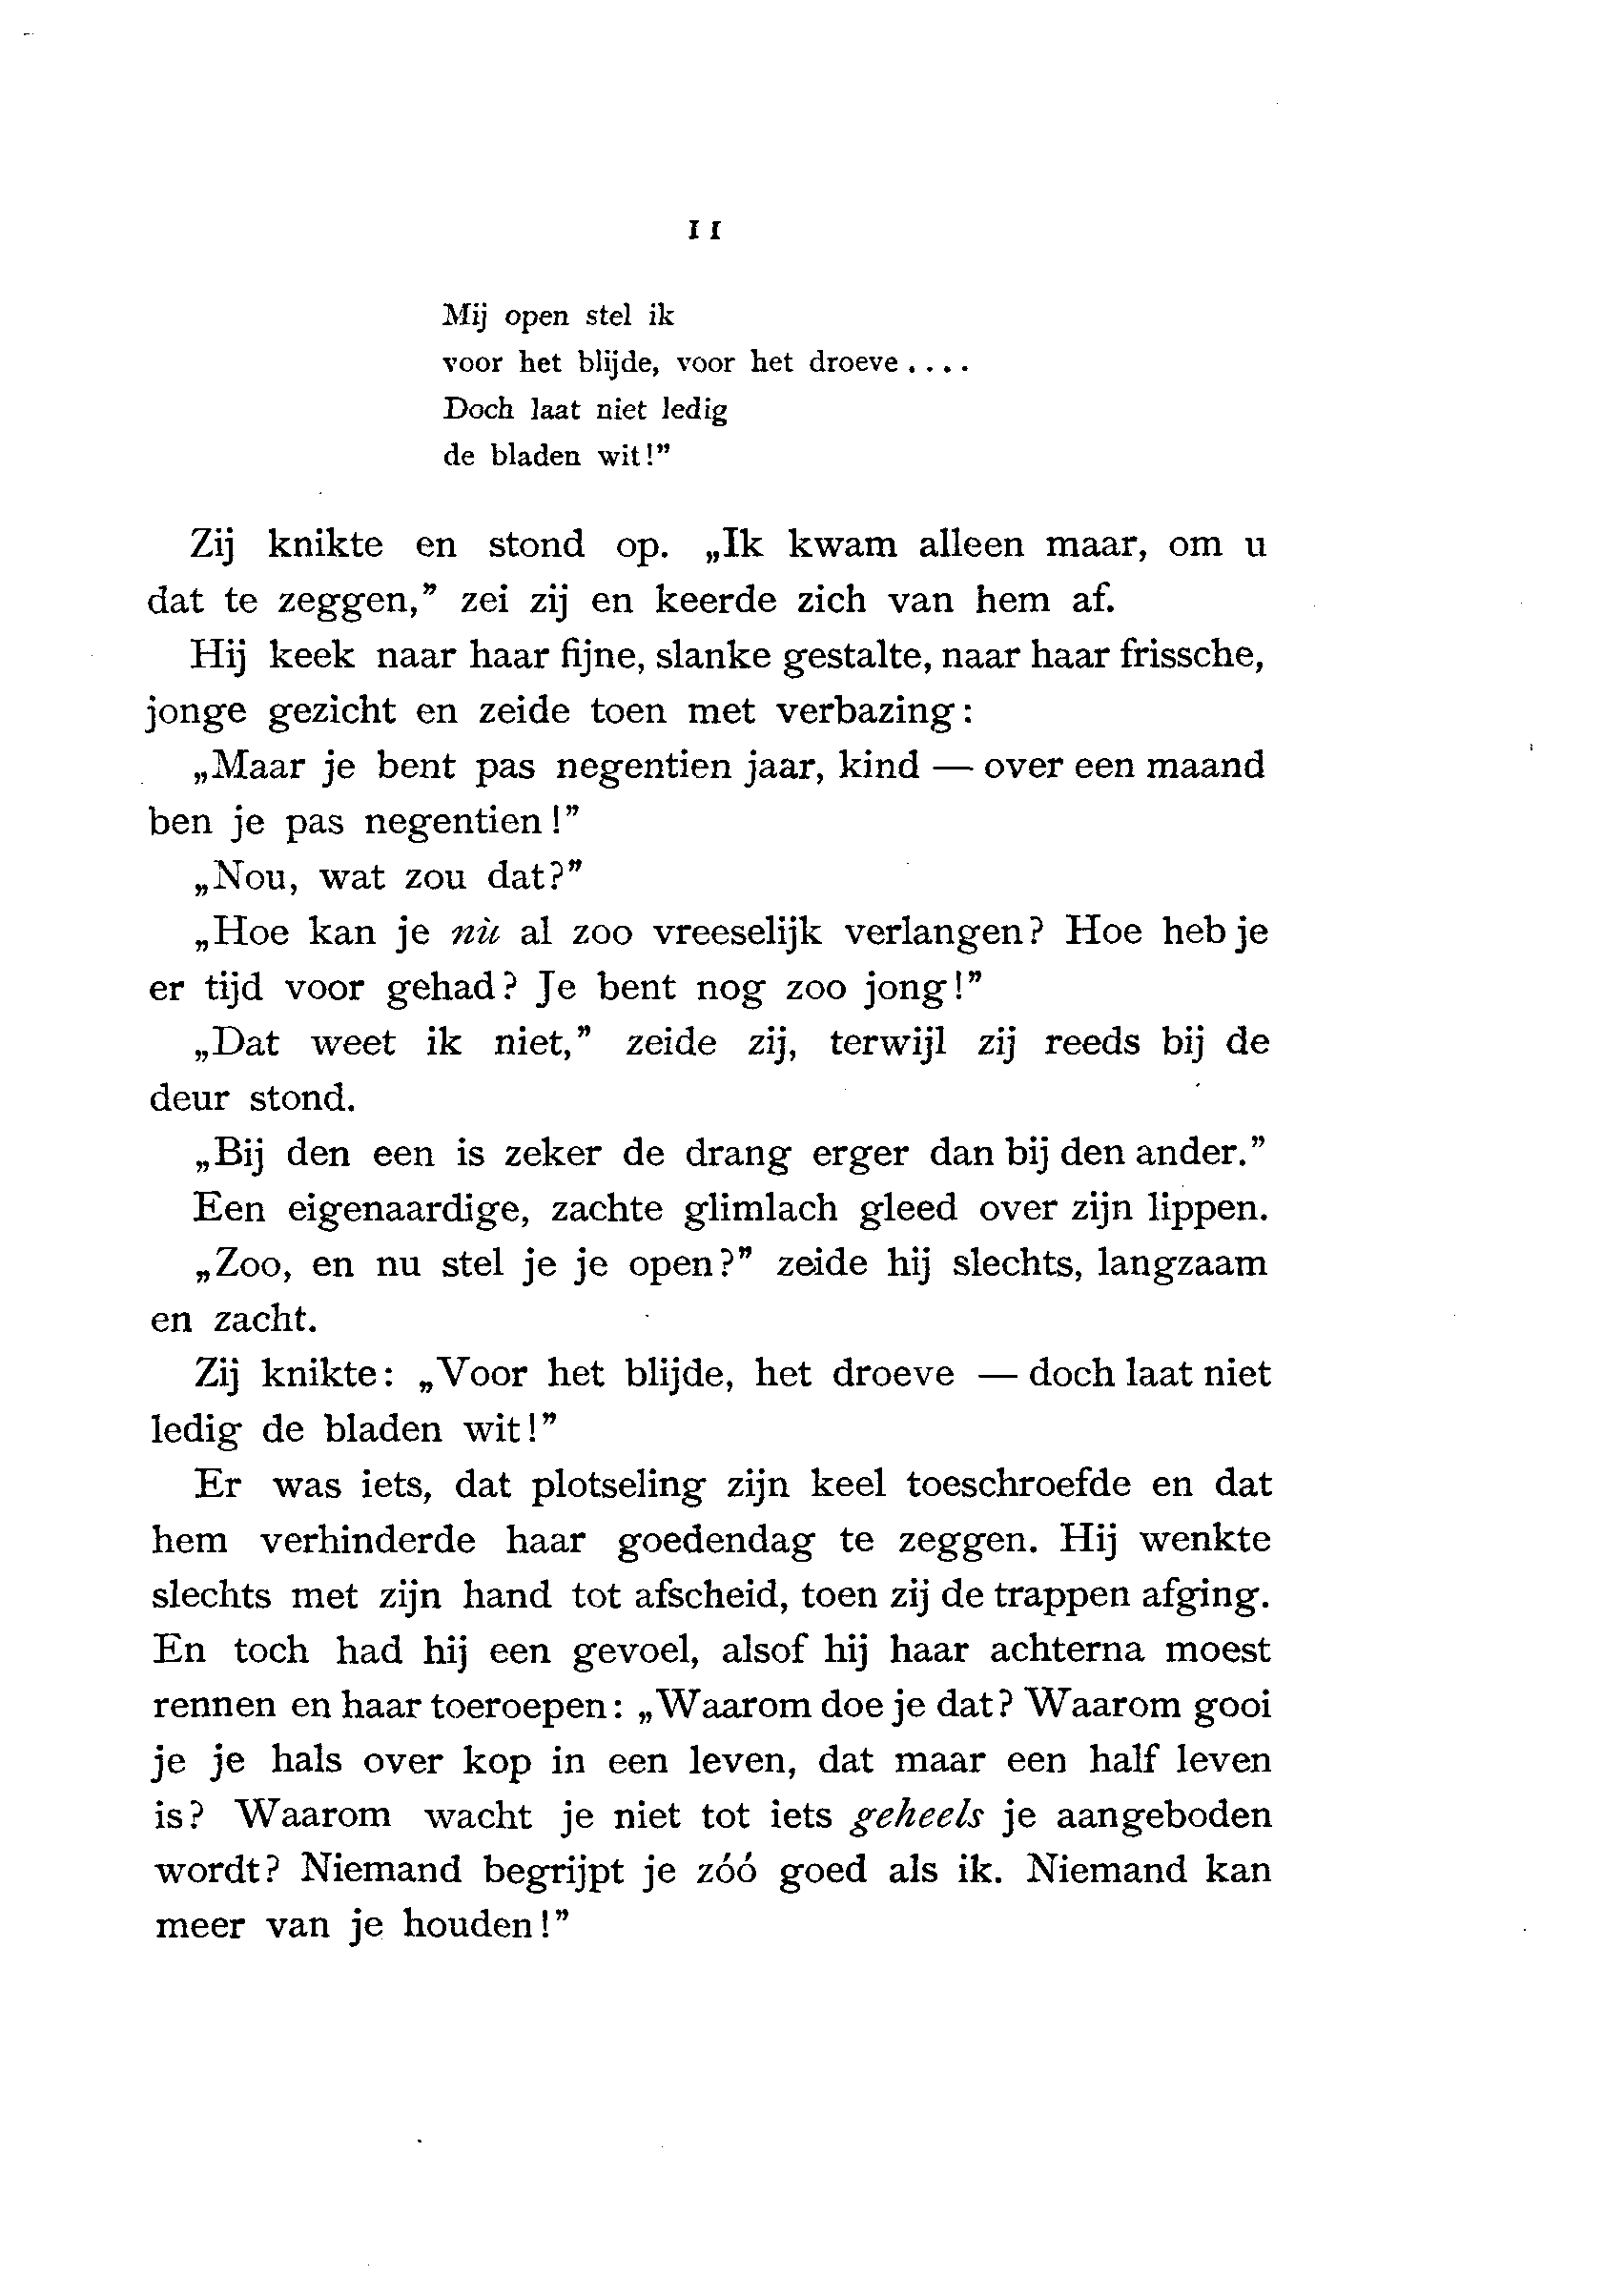 11
Mij open stel ik
voor het blijde, voor het droeve....
Doch laat niet ledig
de bladen wit!”
Zij knikte en stond op. „Ik kwam alleen maar, om u
dat te zeggen,” zei zij en keerde zich van hem af.
Hij keek naar haar fijne, slanke gestalte, naar haar frissche,
jonge gezicht en zeide toen met verbazing:
„Maar je bent pas negentien jaar, kind — over een maand
ben je pas negentien!”
„Nou, wat zou dat?”
„Hoe kan je nù al zoo vreeselijk verlangen? Hoe heb je
er tijd voor gehad? Je bent nog zoo jong!”
„Dat weet ik niet,” zeide zij, terwijl zij reeds bij de
deur stond.
„Bij den een is zeker de drang erger dan bij den ander.”
Een eigenaardige, zachte glimlach gleed over zijn lippen.
„Zoo, en nu stel je je open?” zeide hij slechts, langzaam
en zacht.
Zij knikte: „Voor het blijde, het droeve — doch laat niet
ledig de bladen wit!”
Er was iets, dat plotseling zijn keel toeschroefde en dat
hem verhinderde haar goedendag te zeggen. Hij wenkte
slechts met zijn hand tot afscheid, toen zij de trappen afging.
En toch had hij een gevoel, alsof hij haar achterna moest
rennen en haar toeroepen: „Waarom doe je dat? Waarom gooi
je je hals over kop in een leven, dat maar een half leven
is? Waarom wacht je niet tot iets geheels je aangeboden
wordt? Niemand begrijpt je zóó goed als ik. Niemand kan
meer van je houden!”